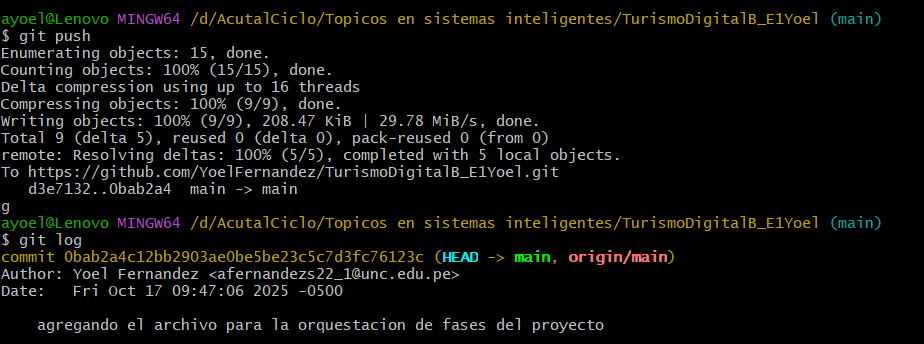 ayoel@Lenovo MINGW64 /d/AcutalCiclo/Topicos en sistemas inteligentes/TurismoDigitalB_E1Yoel (main)
$ git push
Enumerating objects: 15, done.
Counting objects: 100% (15/15), done.
Delta compression using up to 16 threads
Compressing objects: 100% (9/9), done.
Writing objects: 100% (9/9), 208.47 KiB | 29.78 MiB/s, done.
Total 9 (delta 5), reused 0 (delta 0), pack-reused 0 (from 0)
remote: Resolving deltas: 100% (5/5), completed with 5 local objects.
To https://github.com/YoelFernandez/TurismoDigitalB_E1Yoel.git
   d3e7132..0bab2a4  main -> main
g
ayoel@Lenovo MINGW64 /d/AcutalCiclo/Topicos en sistemas inteligentes/TurismoDigitalB_E1Yoel (main)
$ git log
commit 0bab2a4c12bb2903ae0be5be23c5c7d3fc76123c (HEAD -> main, origin/main)
Author: Yoel Fernandez <afernandezs22_1@unc.edu.pe>
Date:   Fri Oct 17 09:47:06 2025 -0500
    agregando el archivo para la orquestacion de fases del proyecto